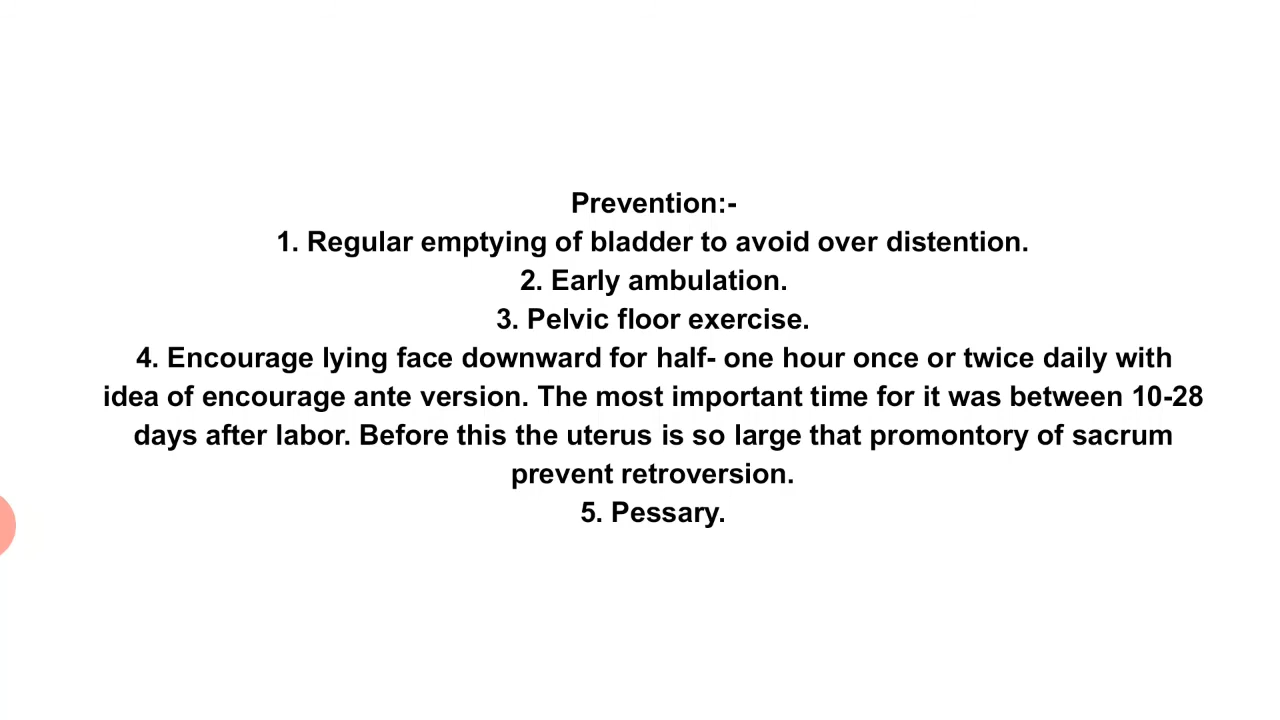 Prevention:-
1. Regular emptying of bladder to avoid over distention.
2. Early ambulation.
3. Pelvic floor exercise.
4. Encourage lying face downward for half- one hour once or twice daily with
idea of encourage ante version. The most important time for it was between 10-28
days after labor. Before this the uterus is so large that promontory of sacrum
prevent retroversion.
5. Pessary.